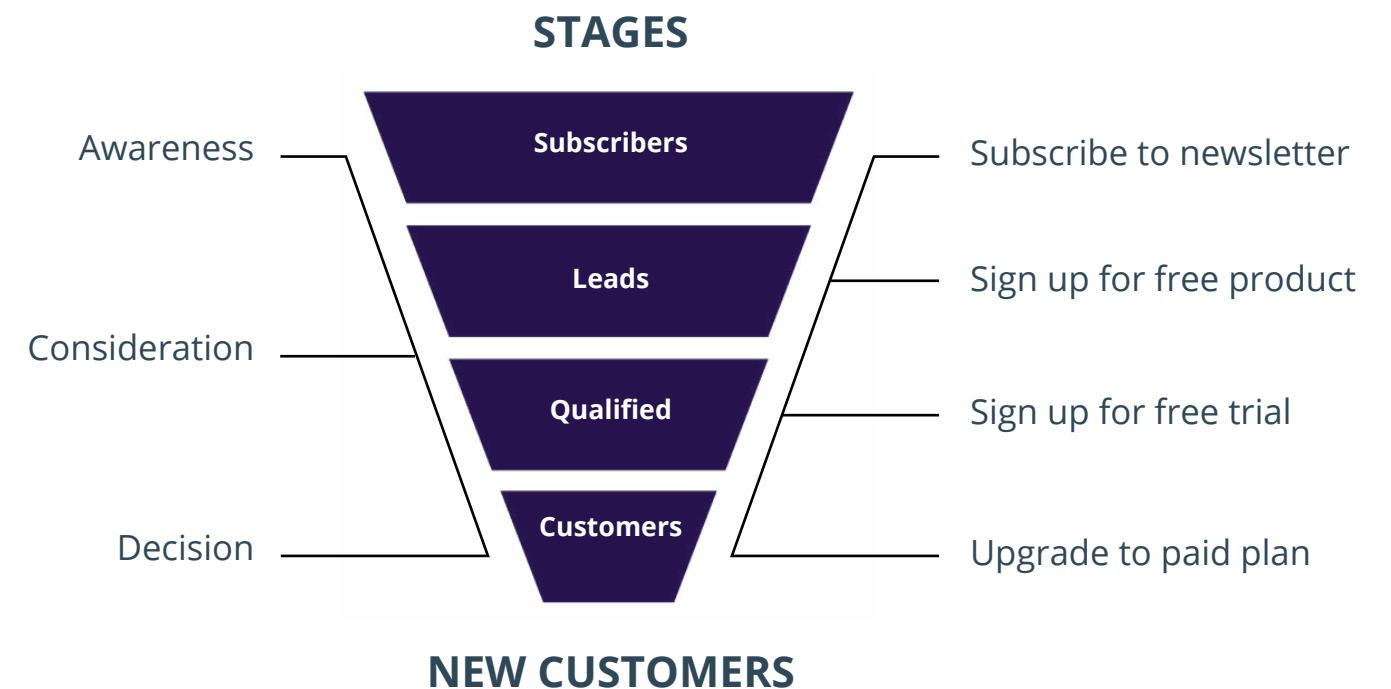 STAGES
Awareness
Subscribers
Subscribe to newsletter
Leads
Sign up for free product
Consideration
Qualified
Sign up for free trial
Decision
Customers
Upgrade to paid plan
NEW CUSTOMERS